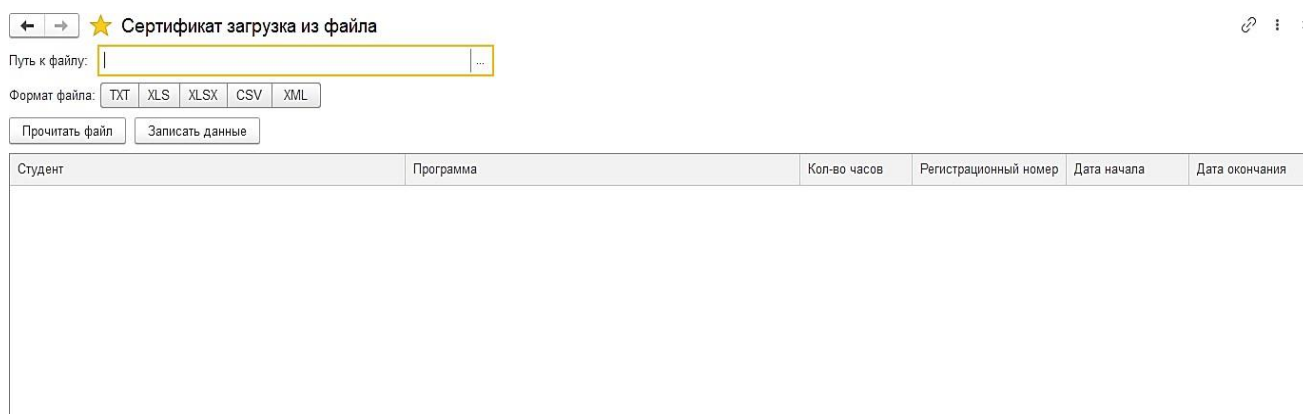 Сертификат загрузка из файла
Путь к файлу: ...
Формат файла: TXT XLS XLSX CSV XML
Прочитать файл Записать данные
Студент Программа Кол-во часов Регистрационный номер Дата начала Дата окончания